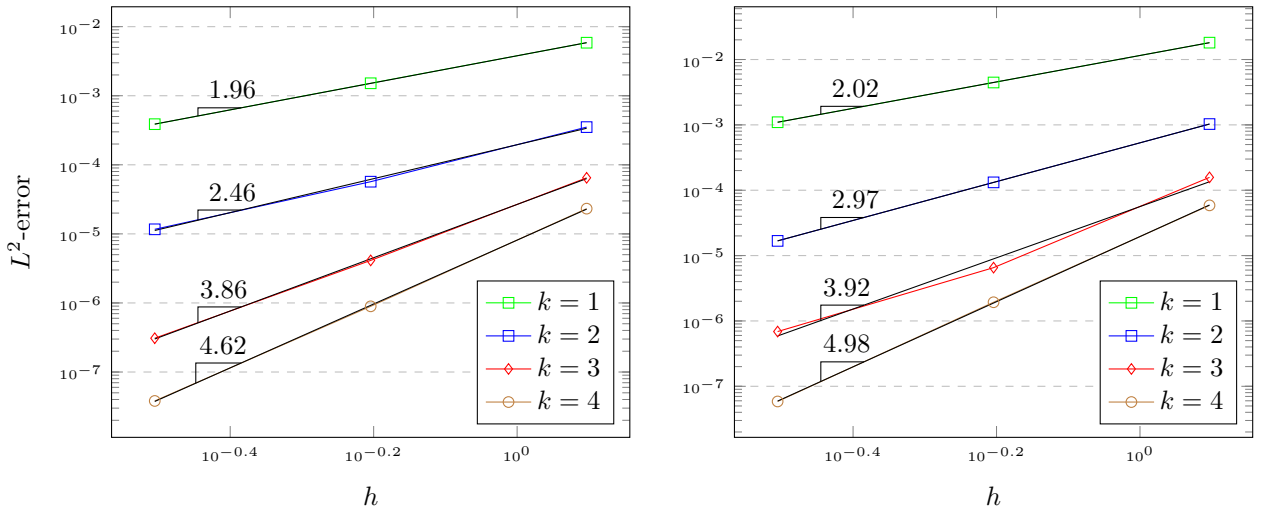 10^-2
10^-3
10^-4
10^-5
10^-6
10^-7
L^2-error
1.96
2.46
3.86
4.62
k = 1
k = 2
k = 3
k = 4
10^-0.4
10^-0.2
10^0
h
10^-2
10^-3
10^-4
10^-5
10^-6
10^-7
2.02
2.97
3.92
4.98
k = 1
k = 2
k = 3
k = 4
10^-0.4
10^-0.2
10^0
h